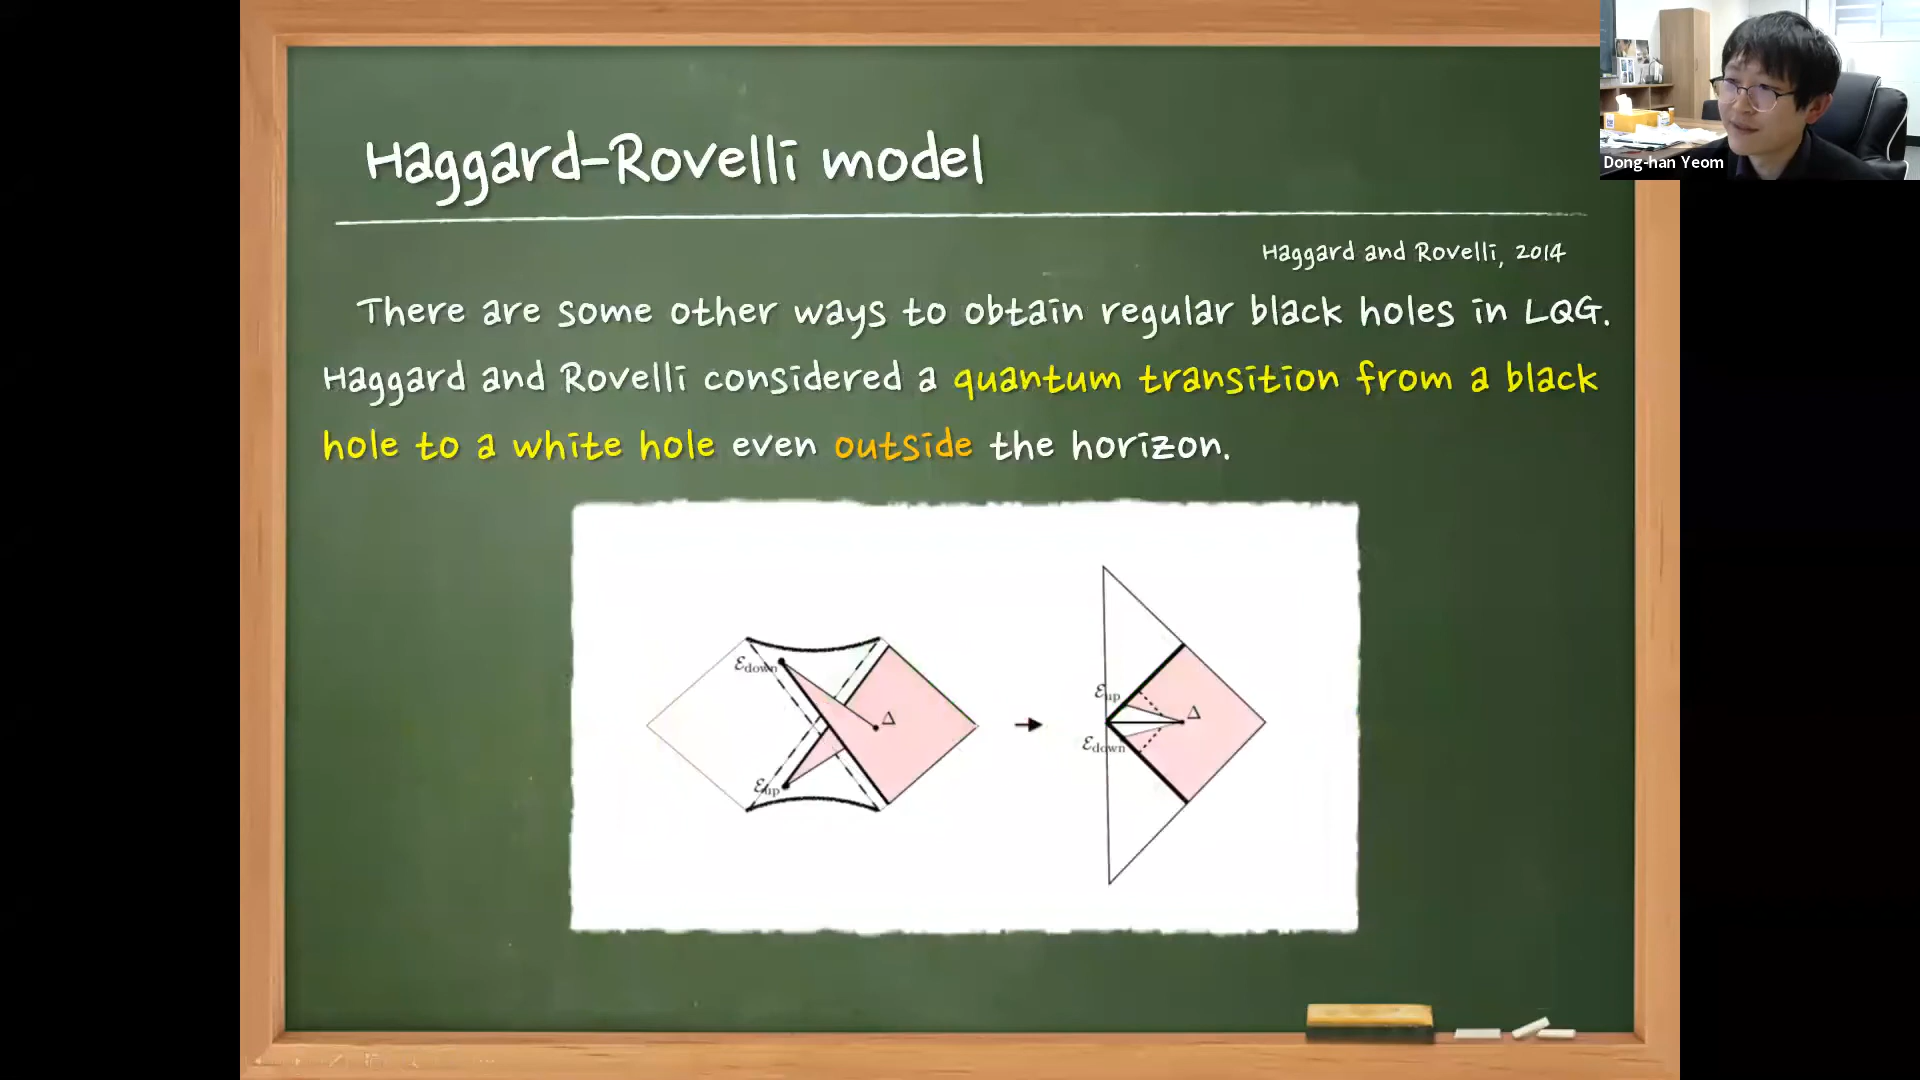 Dong-han Yeom
Haggard-Rovelli model
Haggard and Rovelli, 2014
There are some other ways to obtain regular black holes in LQG.
Haggard and Rovelli considered a quantum transition from a black
hole to a white hole even outside the horizon.
ℰdown
Δ
ℰup
ℰup
Δ
ℰdown